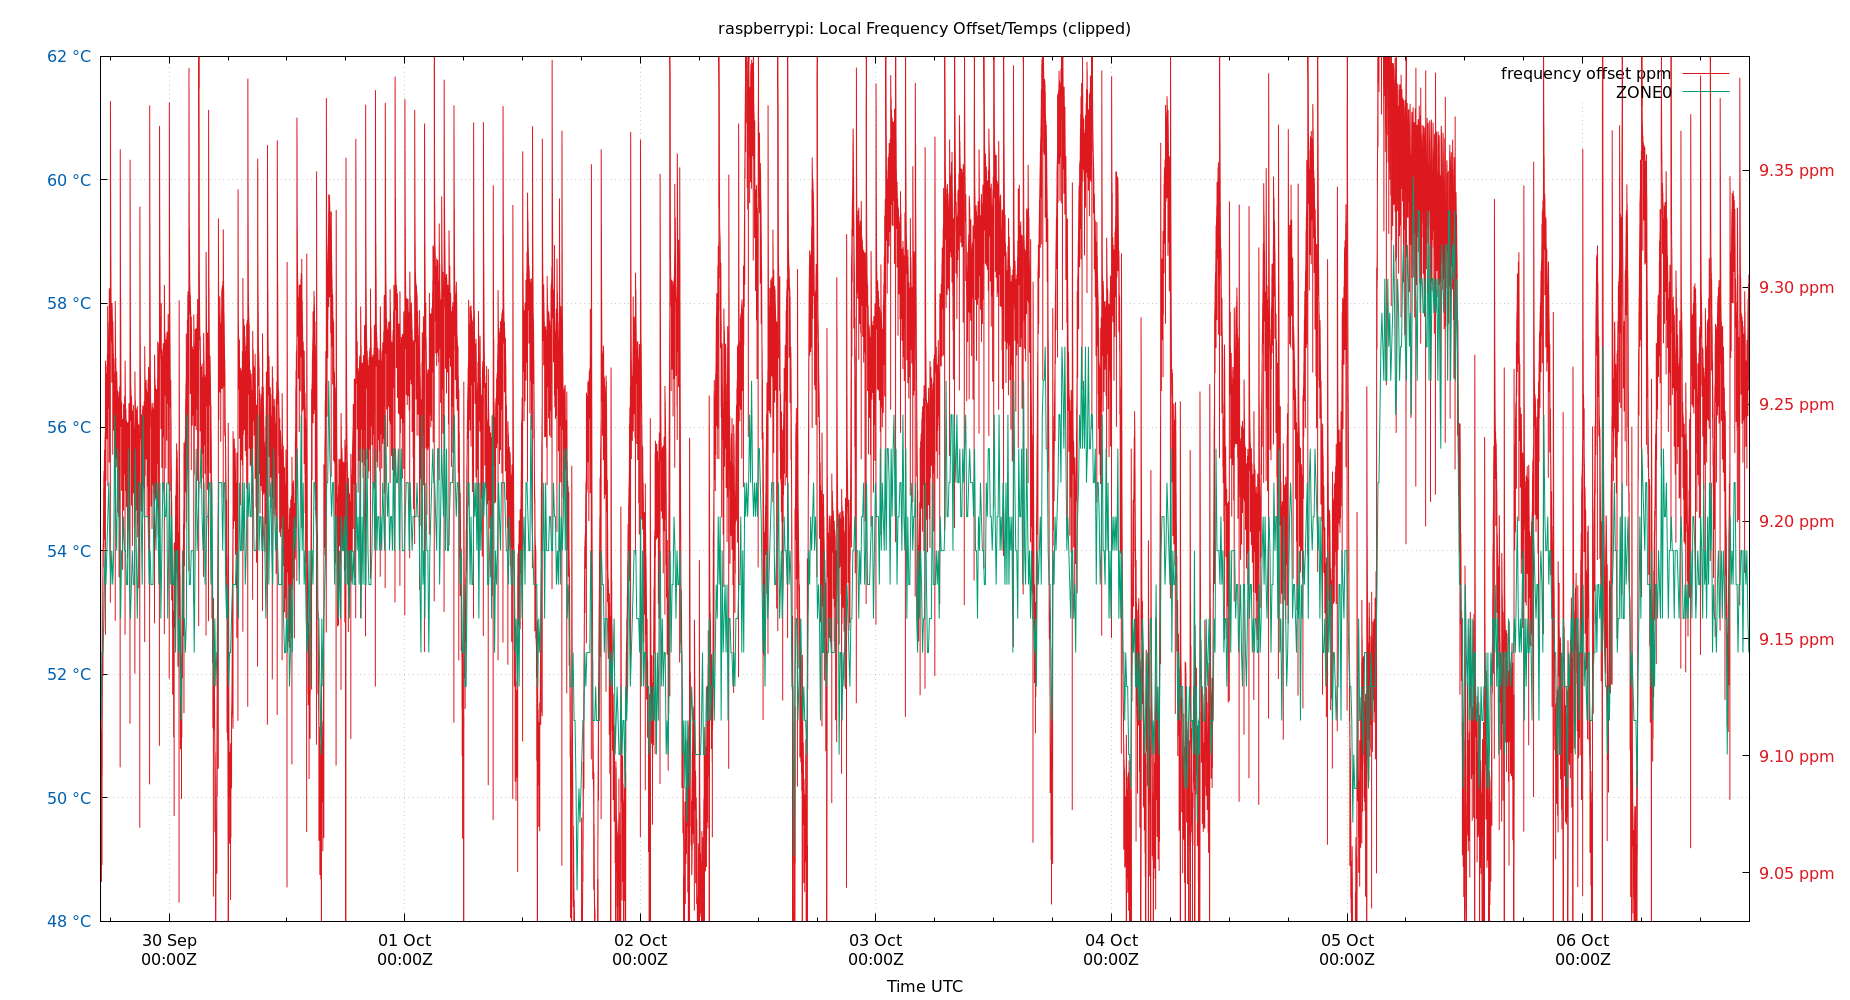 raspberrypi: Local Frequency Offset/Temps (clipped)
62 °C
60 °C
58 °C
56 °C
54 °C
52 °C
50 °C
48 °C
frequency offset ppm
ZONE0
9.35 ppm
9.30 ppm
9.25 ppm
9.20 ppm
9.15 ppm
9.10 ppm
9.05 ppm
30 Sep
00:00Z
01 Oct
00:00Z
02 Oct
00:00Z
03 Oct
00:00Z
04 Oct
00:00Z
05 Oct
00:00Z
06 Oct
00:00Z
Time UTC